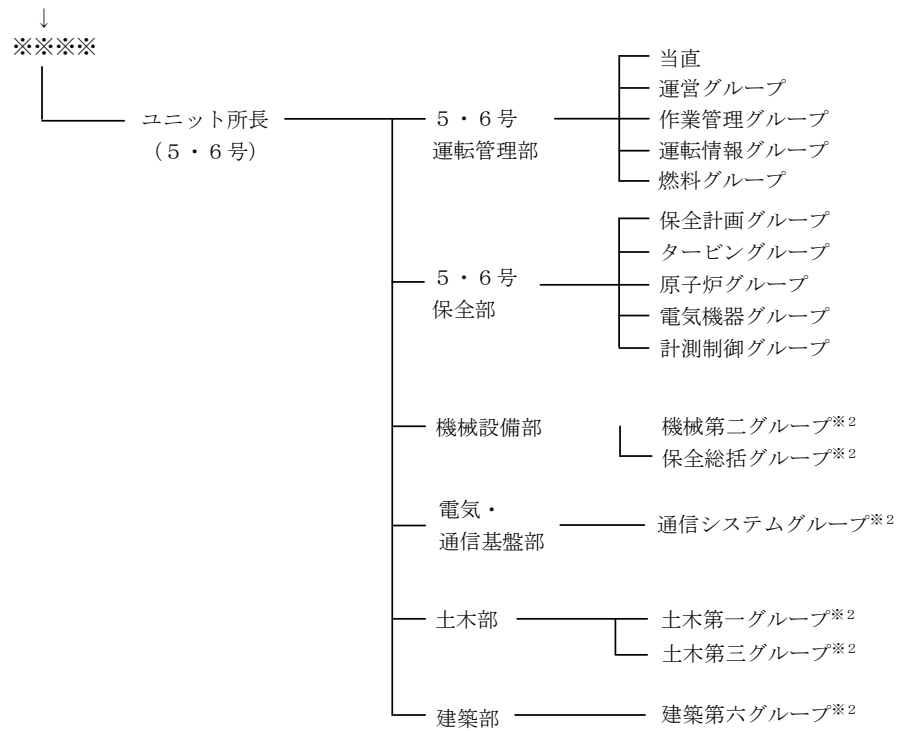 ↓
※※※※
ユニット所長
(5・6号)
5・6号
運転管理部
当直
運営グループ
作業管理グループ
運転情報グループ
燃料グループ
5・6号
保全部
保全計画グループ
タービングループ
原子炉グループ
電気機器グループ
計測制御グループ
機械設備部
機械第二グループ※2
保全総括グループ※2
電気・
通信基盤部
通信システムグループ※2
土木部
土木第一グループ※2
土木第三グループ※2
建築部
建築第六グループ※2